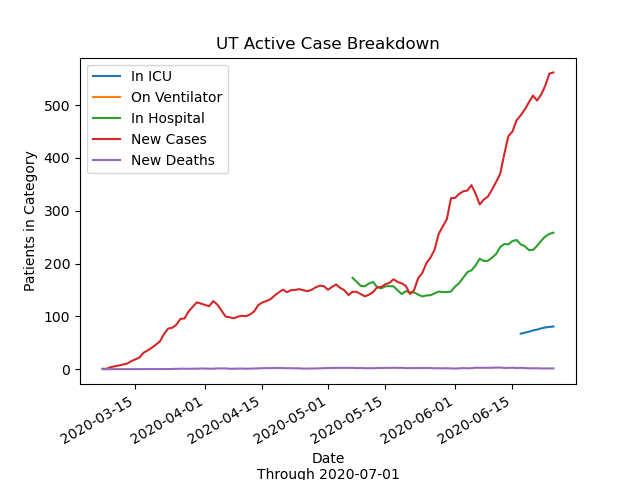 UT Active Case Breakdown
In ICU
On Ventilator
In Hospital
New Cases
New Deaths
Patients in Category
500
400
300
200
100
0
2020-03-15
2020-04-01
2020-04-15
2020-05-01
2020-05-15
2020-06-01
2020-06-15
Date
Through 2020-07-01